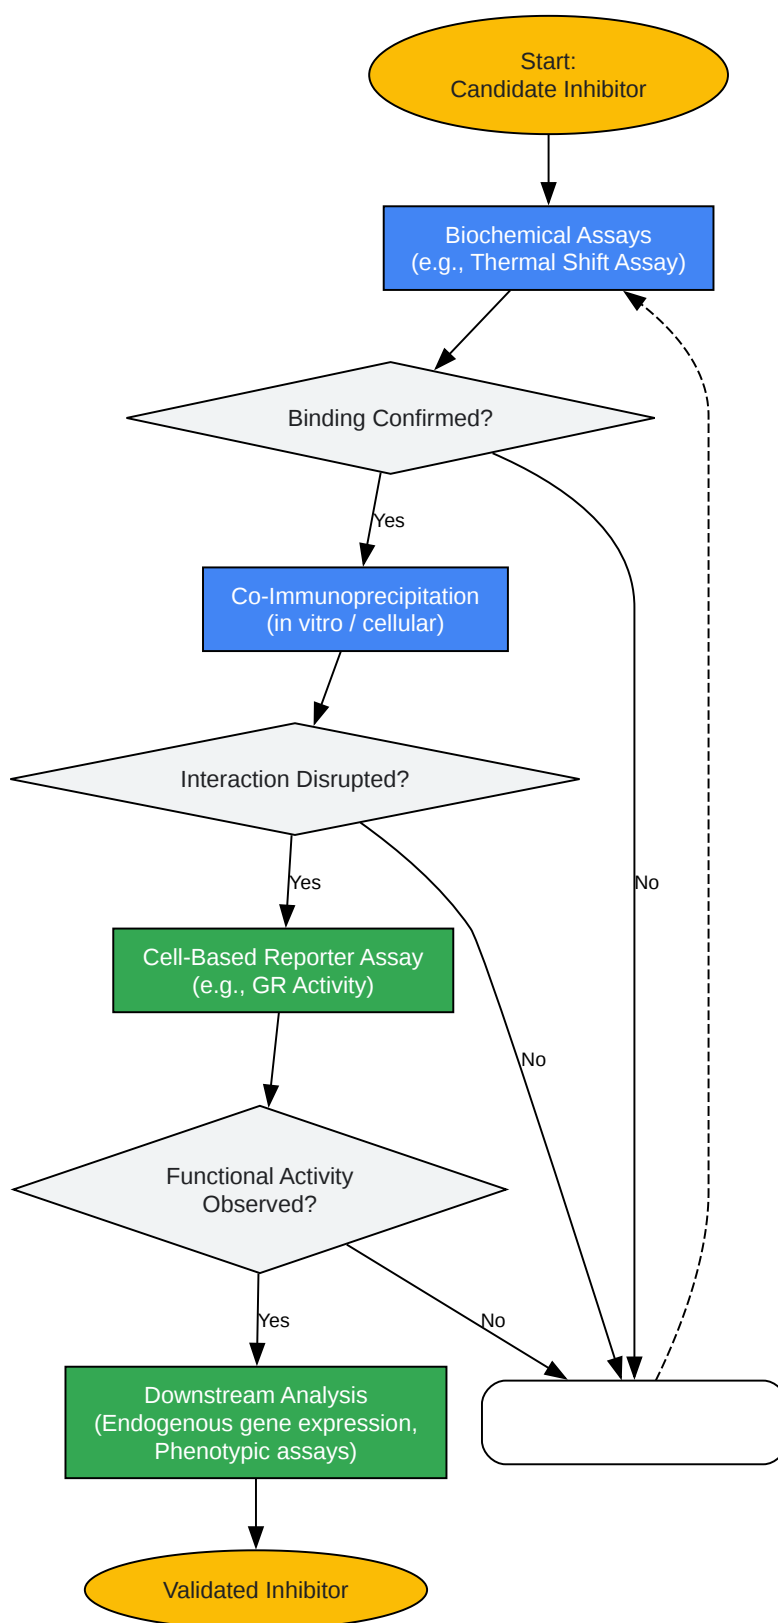 Start:
Candidate Inhibitor
Biochemical Assays
(e.g., Thermal Shift Assay)
Binding Confirmed?
Yes
Co-Immunoprecipitation
(in vitro / cellular)
Interaction Disrupted?
Yes
No
Cell-Based Reporter Assay
(e.g., GR Activity)
No
Functional Activity
Observed?
Yes
No
Downstream Analysis
(Endogenous gene expression,
Phenotypic assays)
Validated Inhibitor